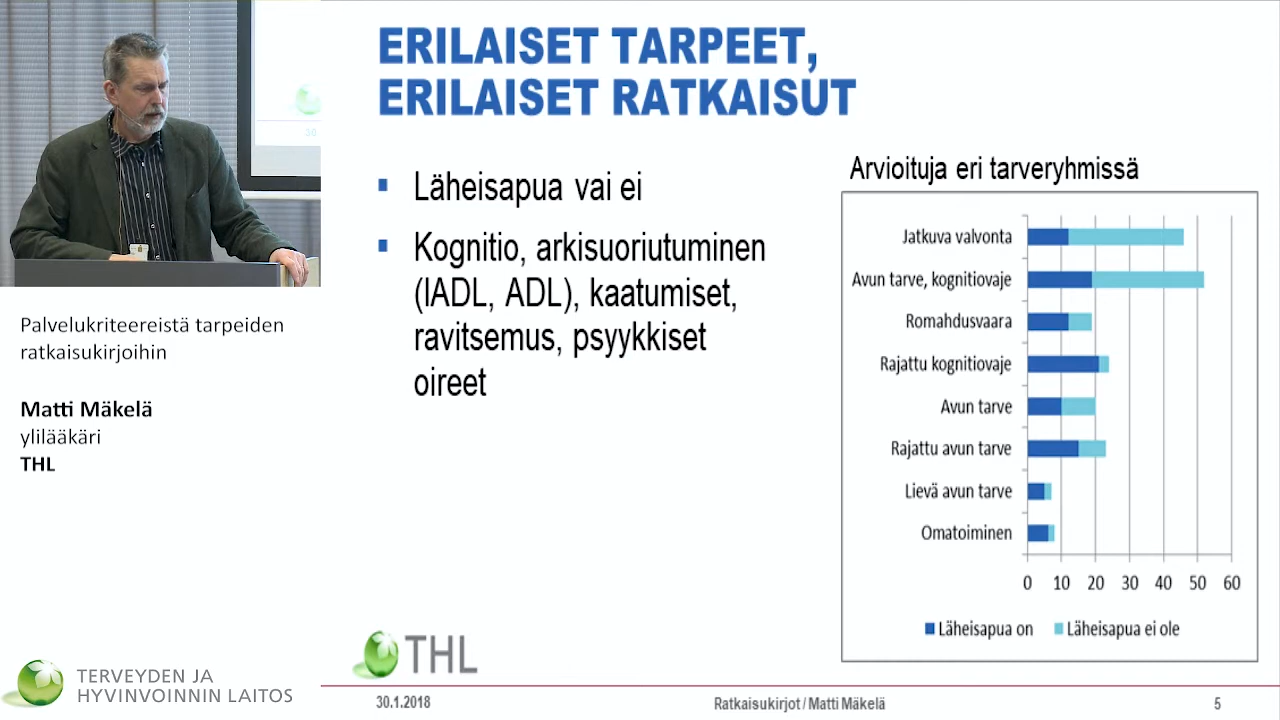 ERILAISET TARPEET,
ERILAISET RATKAISUT
Läheisapua vai ei
Kognitio, arkisuoriutuminen
(IADL, ADL), kaatumiset,
ravitsemus, psyykkiset
oireet
Arvioituja eri tarveryhmissä
Jatkuva valvonta
Avun tarve, kognitiovaje
Romahdusvaara
Rajattu kognitiovaje
Avun tarve
Rajattu avun tarve
Lievä avun tarve
Omatoiminen
0 10 20 30 40 50 60
Läheisapua on Läheisapua ei ole
Palvelukriteereistä tarpeiden
ratkaisukirjoihin
Matti Mäkelä
ylilääkäri
THL
TERVEYDEN JA
HYVINVOINNIN LAITOS
THL
30.1.2018 Ratkaisukirjot / Matti Mäkelä 5